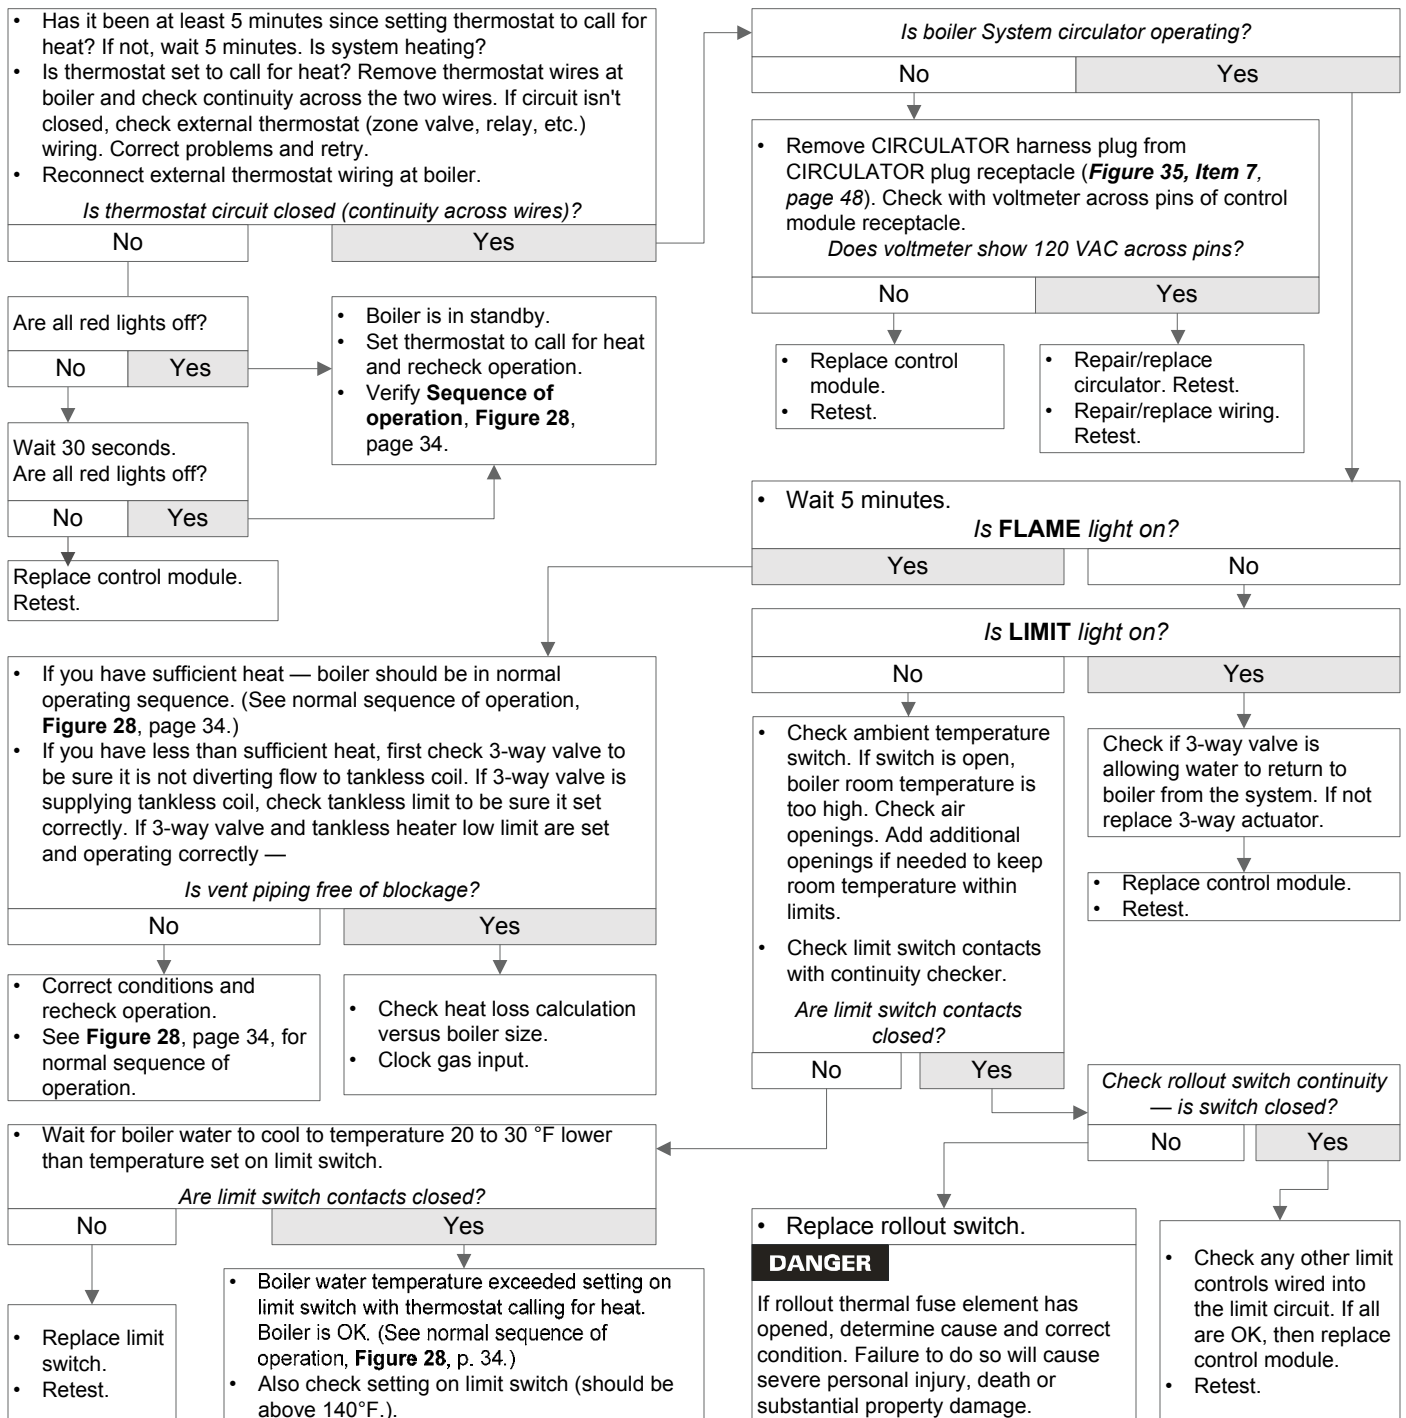 • Has it been at least 5 minutes since setting thermostat to call for
heat? If not, wait 5 minutes. Is system heating?
• Is thermostat set to call for heat? Remove thermostat wires at
boiler and check continuity across the two wires. If circuit isn't
closed, check external thermostat (zone valve, relay, etc.)
wiring. Correct problems and retry.
• Reconnect external thermostat wiring at boiler.
Is thermostat circuit closed (continuity across wires)?
No
Yes
Are all red lights off?
No
Yes
• Boiler is in standby.
• Set thermostat to call for heat
and recheck operation.
• Verify Sequence of
operation, Figure 28,
page 34.
Wait 30 seconds.
Are all red lights off?
No
Yes
Replace control module.
Retest.
Is boiler System circulator operating?
No
Yes
• Remove CIRCULATOR harness plug from
CIRCULATOR plug receptacle (Figure 35, Item 7,
page 48). Check with voltmeter across pins of control
module receptacle.
Does voltmeter show 120 VAC across pins?
No
Yes
• Replace control
module.
• Retest.
• Repair/replace
circulator. Retest.
• Repair/replace wiring.
Retest.
• Wait 5 minutes.
Is FLAME light on?
Yes
No
Is LIMIT light on?
No
Yes
• If you have sufficient heat — boiler should be in normal
operating sequence. (See normal sequence of operation,
Figure 28, page 34.)
• If you have less than sufficient heat, first check 3-way valve to
be sure it is not diverting flow to tankless coil. If 3-way valve is
supplying tankless coil, check tankless limit to be sure it set
correctly. If 3-way valve and tankless heater low limit are set
and operating correctly —
Is vent piping free of blockage?
No
Yes
• Correct conditions and
recheck operation.
• See Figure 28, page 34, for
normal sequence of
operation.
• Check heat loss calculation
versus boiler size.
• Clock gas input.
• Check ambient temperature
switch. If switch is open,
boiler room temperature is
too high. Check air
openings. Add additional
openings if needed to keep
room temperature within
limits.
• Check limit switch contacts
with continuity checker.
Are limit switch contacts
closed?
No
Yes
Check if 3-way valve is
allowing water to return to
boiler from the system. If not
replace 3-way actuator.
• Replace control module.
• Retest.
Check rollout switch continuity
— is switch closed?
No
Yes
• Wait for boiler water to cool to temperature 20 to 30 °F lower
than temperature set on limit switch.
Are limit switch contacts closed?
No
Yes
• Replace limit
switch.
• Retest.
• Boiler water temperature exceeded setting on
limit switch with thermostat calling for heat.
Boiler is OK. (See normal sequence of
operation, Figure 28, p. 34.)
• Also check setting on limit switch (should be
above 140°F.).
• Replace rollout switch.
DANGER
If rollout thermal fuse element has
opened, determine cause and correct
condition. Failure to do so will cause
severe personal injury, death or
substantial property damage.
• Check any other limit
controls wired into
the limit circuit. If all
are OK, then replace
control module.
• Retest.